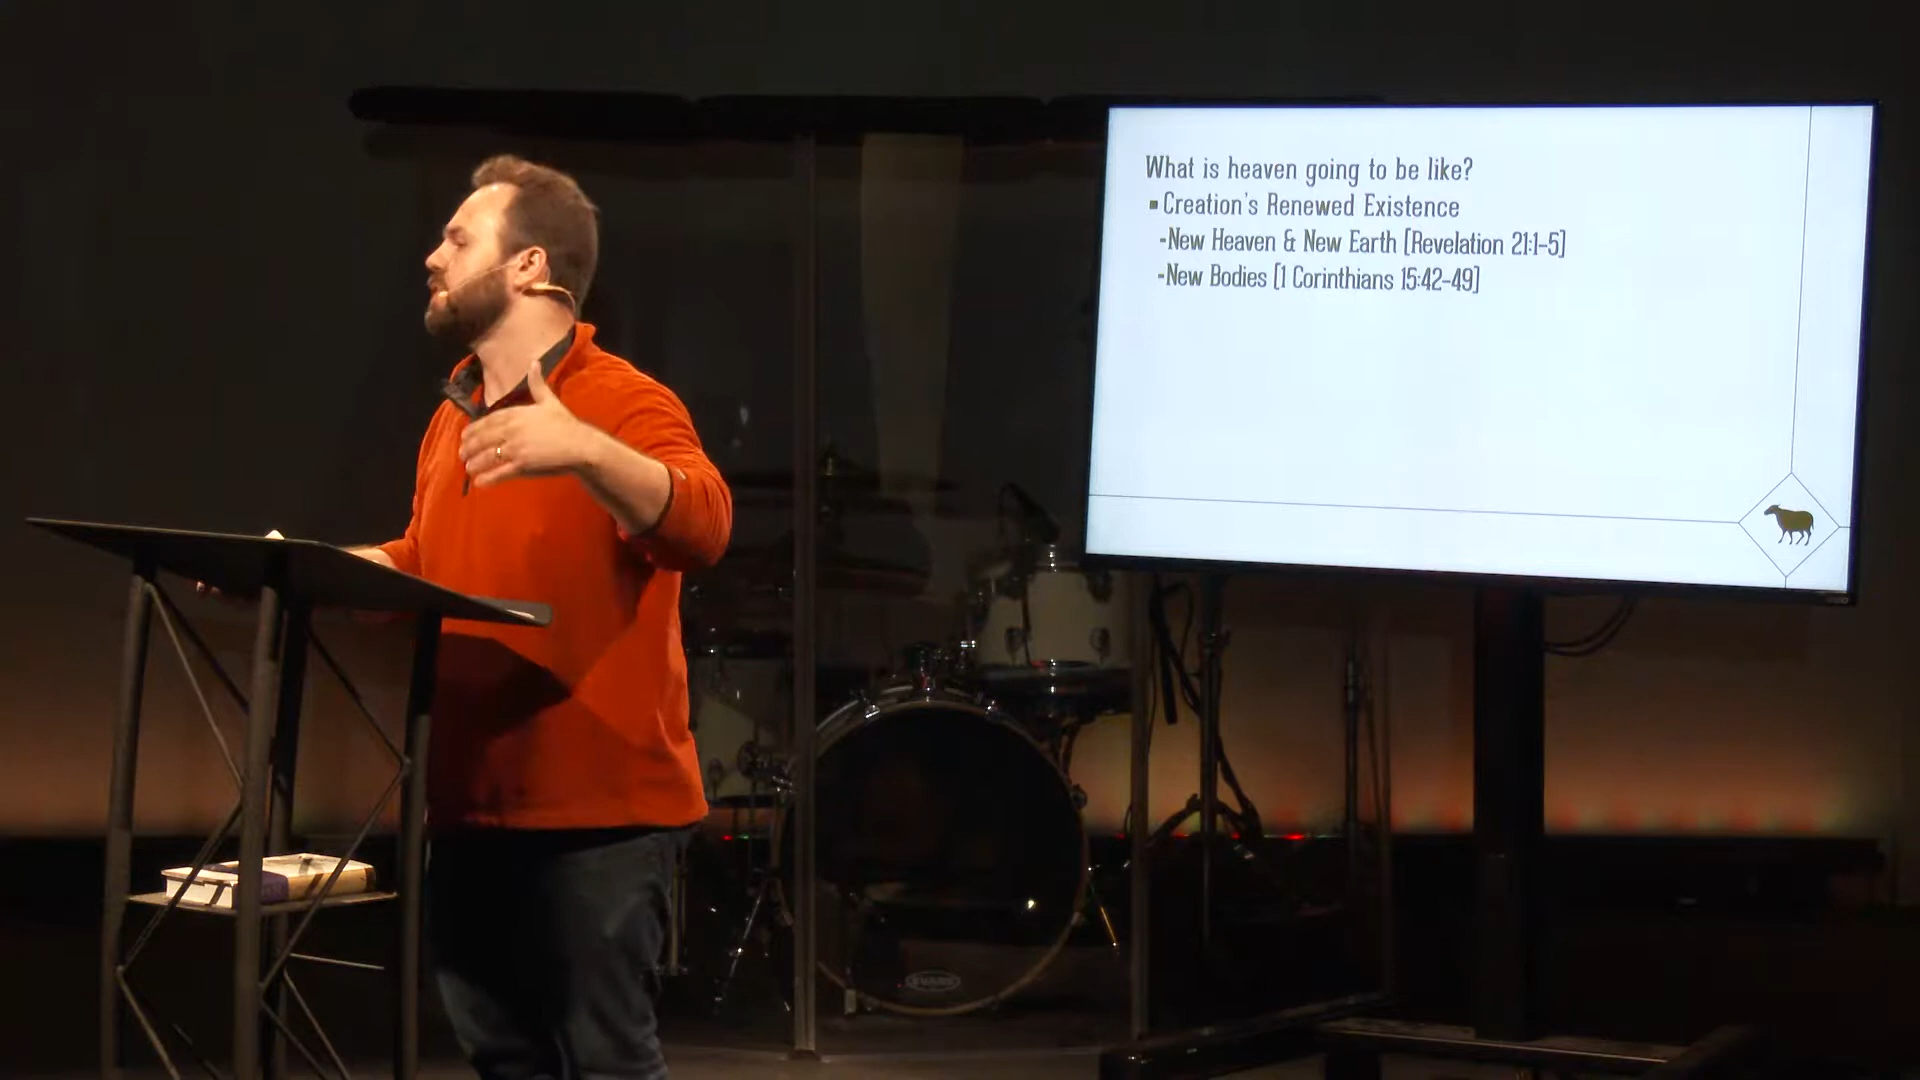 What is heaven going to be like?
▪Creation's Renewed Existence
-New Heaven & New Earth [Revelation 21:1-5]
-New Bodies [1 Corinthians 15:42-49]